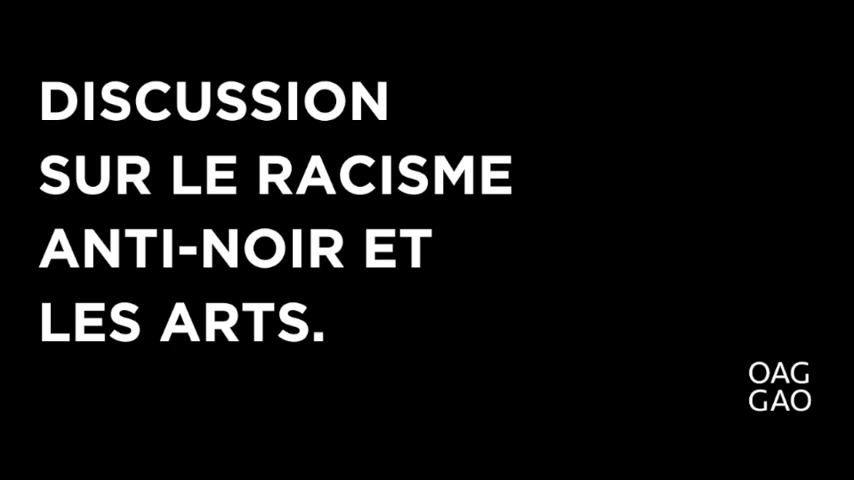 DISCUSSION
SUR LE RACISME
ANTI-NOIR ET
LES ARTS.
OAG
GAO